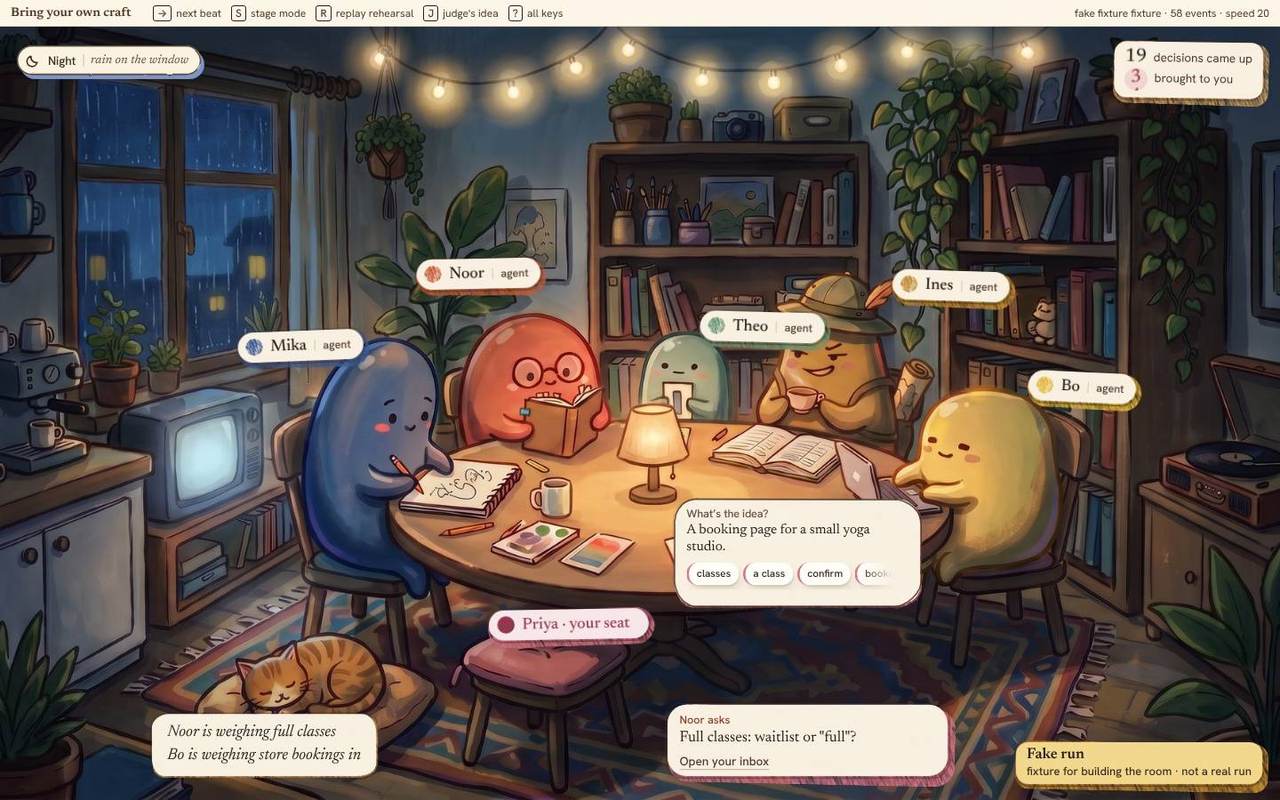 Bring your own craft
→ next beat S stage mode R replay rehearsal J judge's idea ? all keys
fake fixture fixture · 58 events · speed 20
Night rain on the window
19 decisions came up
3 brought to you
Noor agent
Ines agent
Theo agent
Mika agent
Bo agent
What's the idea?
A booking page for a small yoga
studio.
classes a class confirm
Priya · your seat
Noor is weighing full classes
Bo is weighing store bookings in
Noor asks
Full classes: waitlist or "full"?
Open your inbox
Fake run
fixture for building the room · not a real run